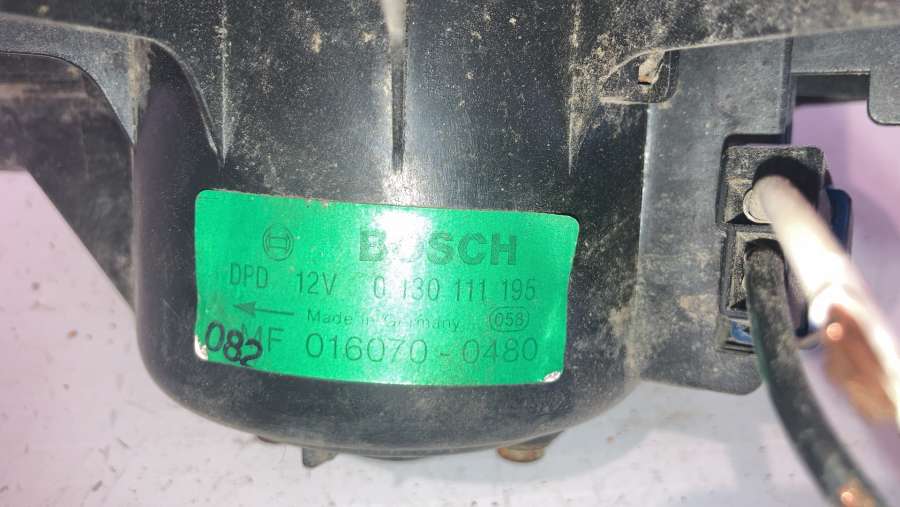 BOSCH
DPD 12V 0 130 111 195
Made in Germany 058
MF 016070-0480
082